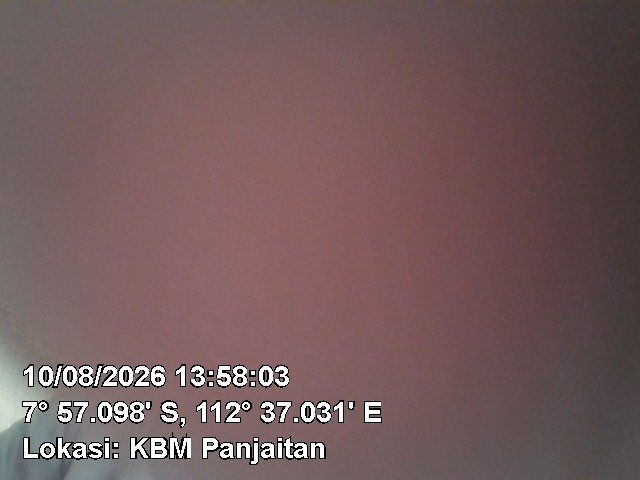 10/08/2026 13:58:03
7° 57.098' S, 112° 37.031' E
Lokasi: KBM Panjaitan